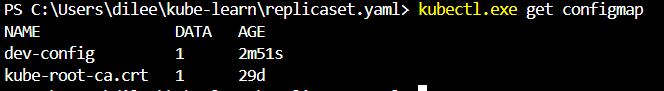 PS C:\Users\dilee\kube-learn\replicaset.yaml> kubectl.exe get configmap
NAME DATA AGE
dev-config 1 2m51s
kube-root-ca.crt 1 29d